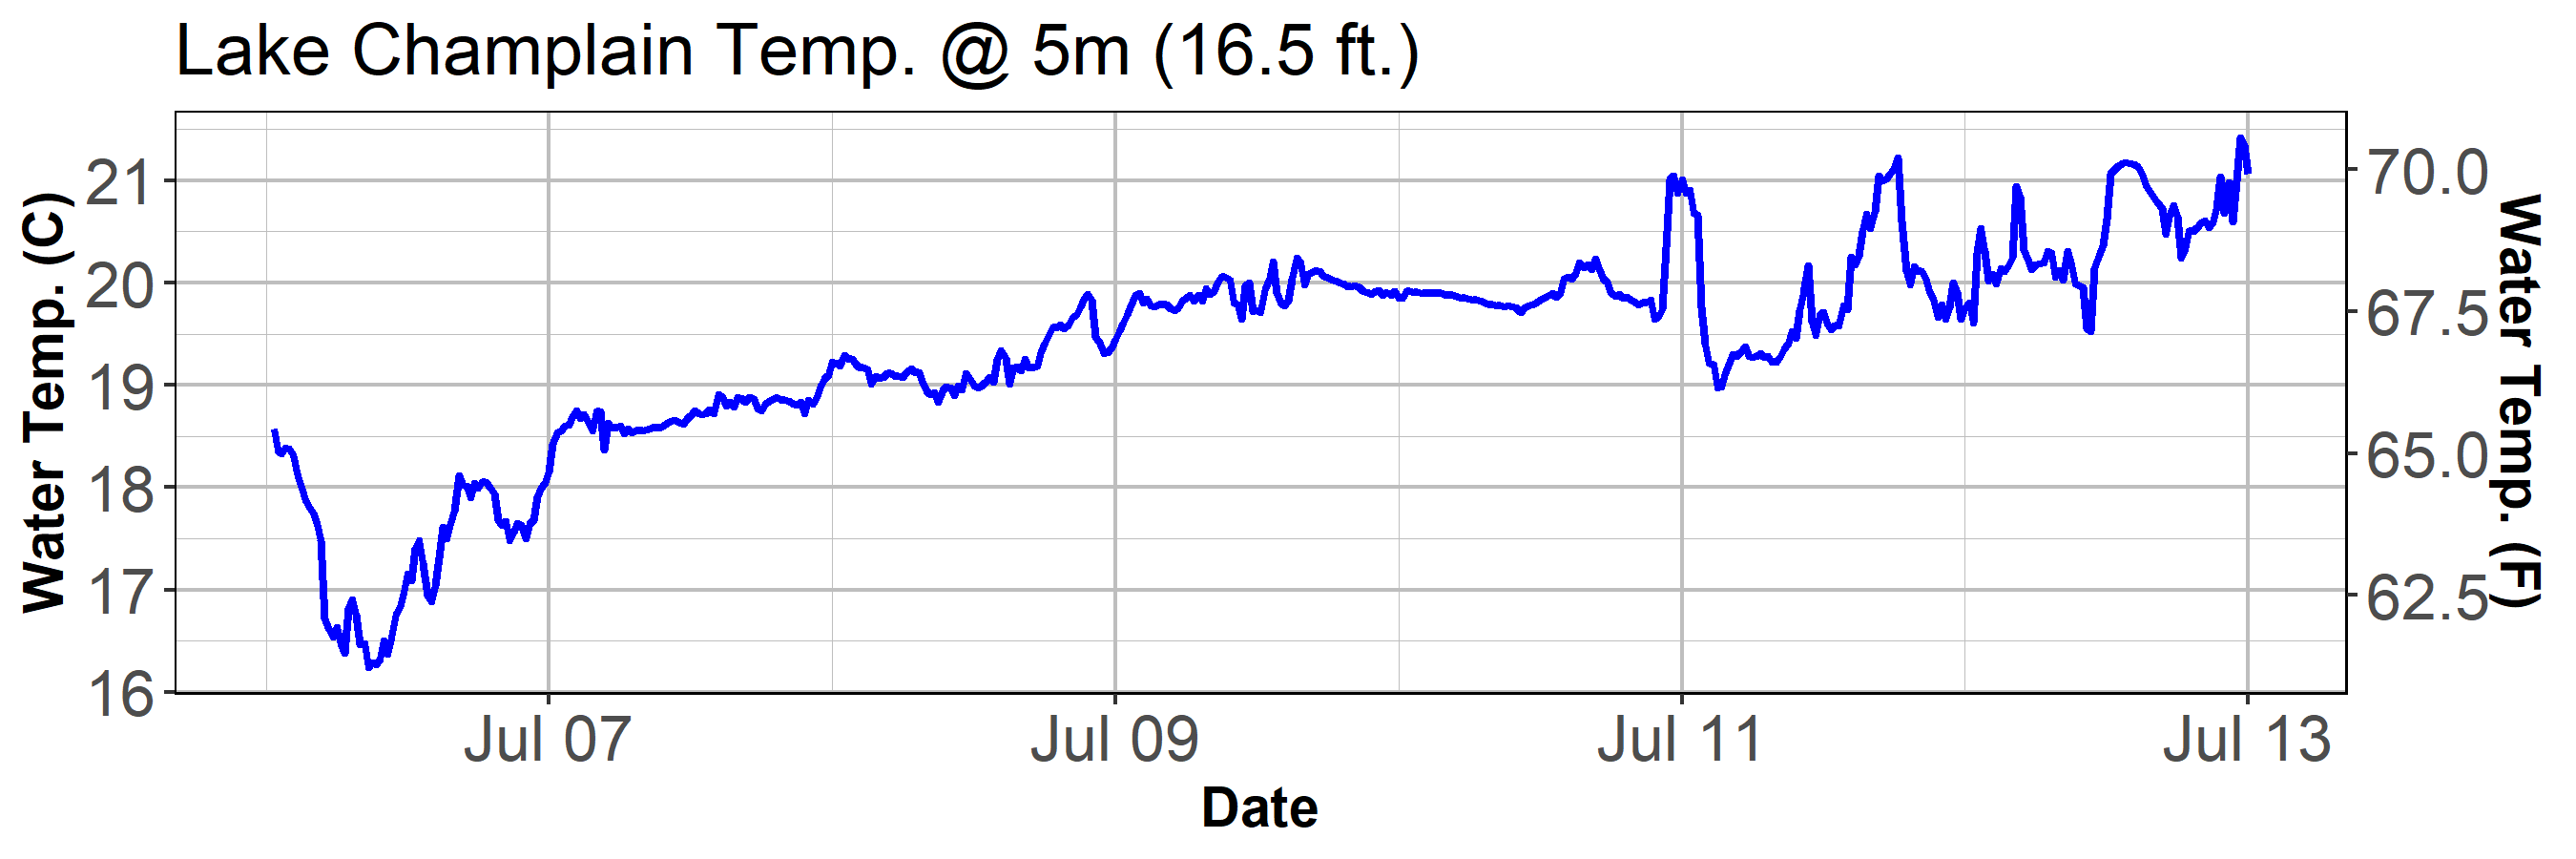 Lake Champlain Temp. @ 5m (16.5 ft.)
Water Temp. (C)
21
20
19
18
17
16
70.0
67.5
65.0
62.5
Water Temp. (F)
Jul 07 Jul 09 Jul 11 Jul 13
Date